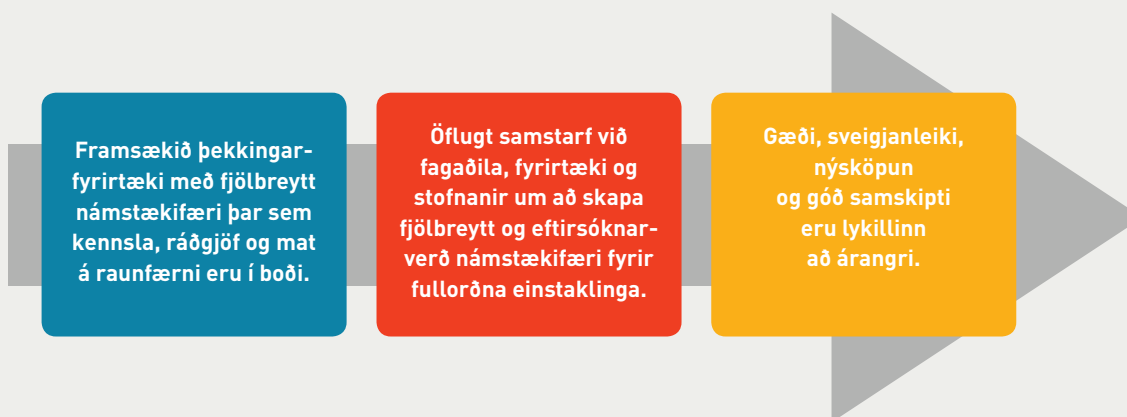 Framsækið þekkingar-
fyrirtæki með fjölbreytt
námstækifæri þar sem
kennsla, ráðgjöf og mat
á raunfærni eru í boði.
Öflugt samstarf við
fagaðila, fyrirtæki og
stofnanir um að skapa
fjölbreytt og eftirsóknar-
verð námstækifæri fyrir
fullorðna einstaklinga.
Gæði, sveigjanleiki,
nýsköpun
og góð samskipti
eru lykillinn
að árangri.